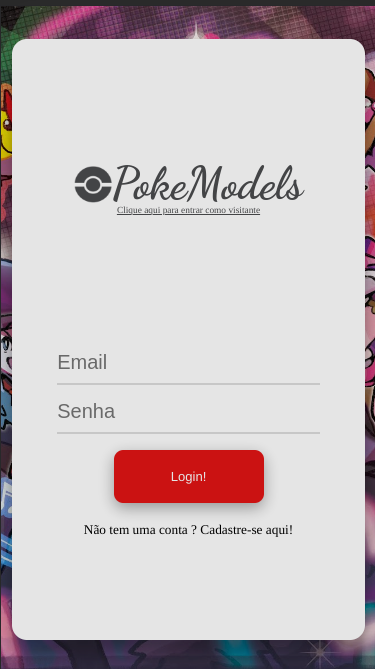 PokeModels
Clique aqui para entrar como visitante
Email
Senha
Login!
Não tem uma conta ? Cadastre-se aqui!